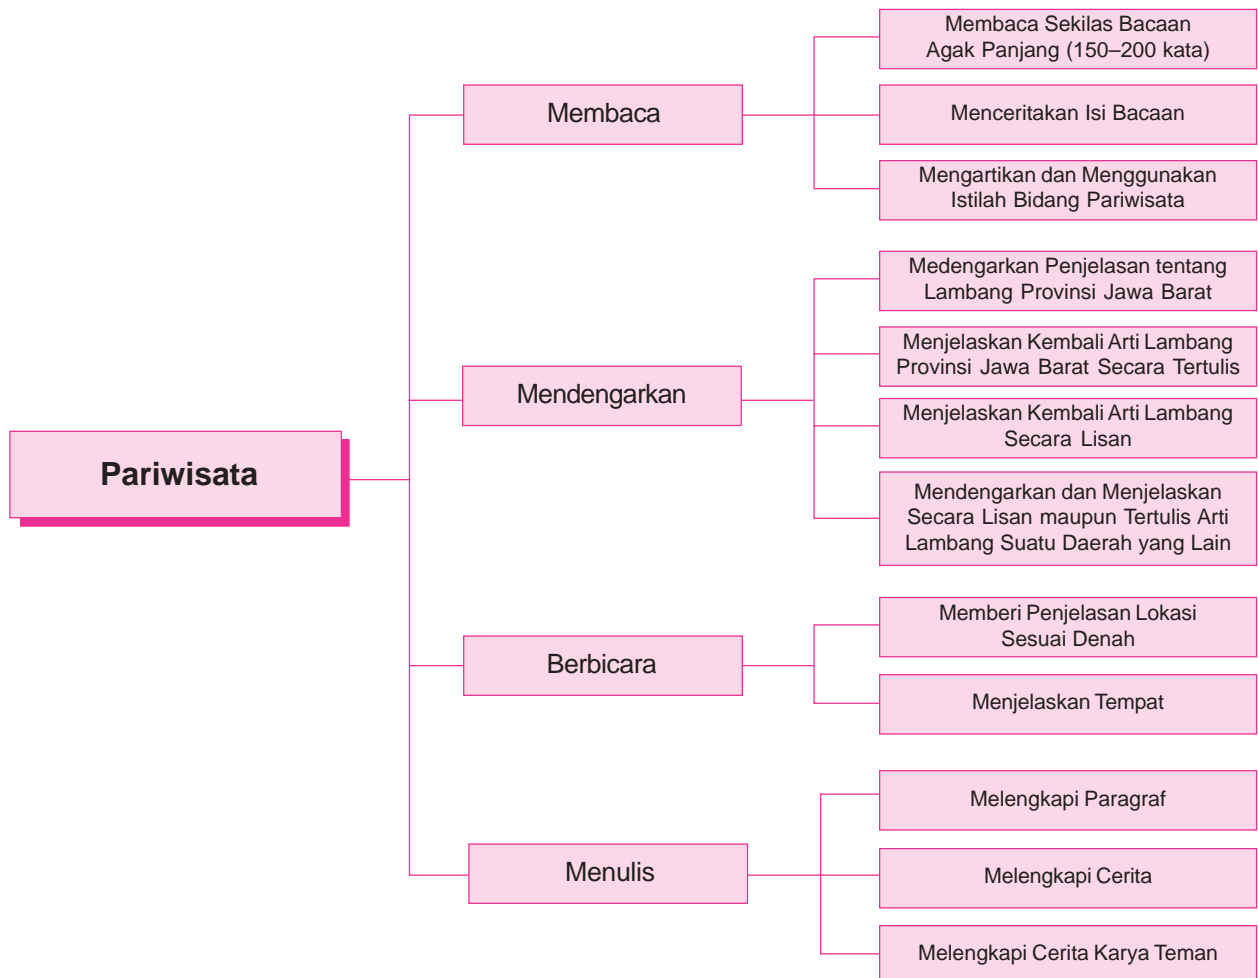 Pariwisata
Membaca
Membaca Sekilas Bacaan
Agak Panjang (150–200 kata)
Menceritakan Isi Bacaan
Mengartikan dan Menggunakan
Istilah Bidang Pariwisata
Mendengarkan
Medengarkan Penjelasan tentang
Lambang Provinsi Jawa Barat
Menjelaskan Kembali Arti Lambang
Provinsi Jawa Barat Secara Tertulis
Menjelaskan Kembali Arti Lambang
Secara Lisan
Mendengarkan dan Menjelaskan
Secara Lisan maupun Tertulis Arti
Lambang Suatu Daerah yang Lain
Berbicara
Memberi Penjelasan Lokasi
Sesuai Denah
Menjelaskan Tempat
Menulis
Melengkapi Paragraf
Melengkapi Cerita
Melengkapi Cerita Karya Teman